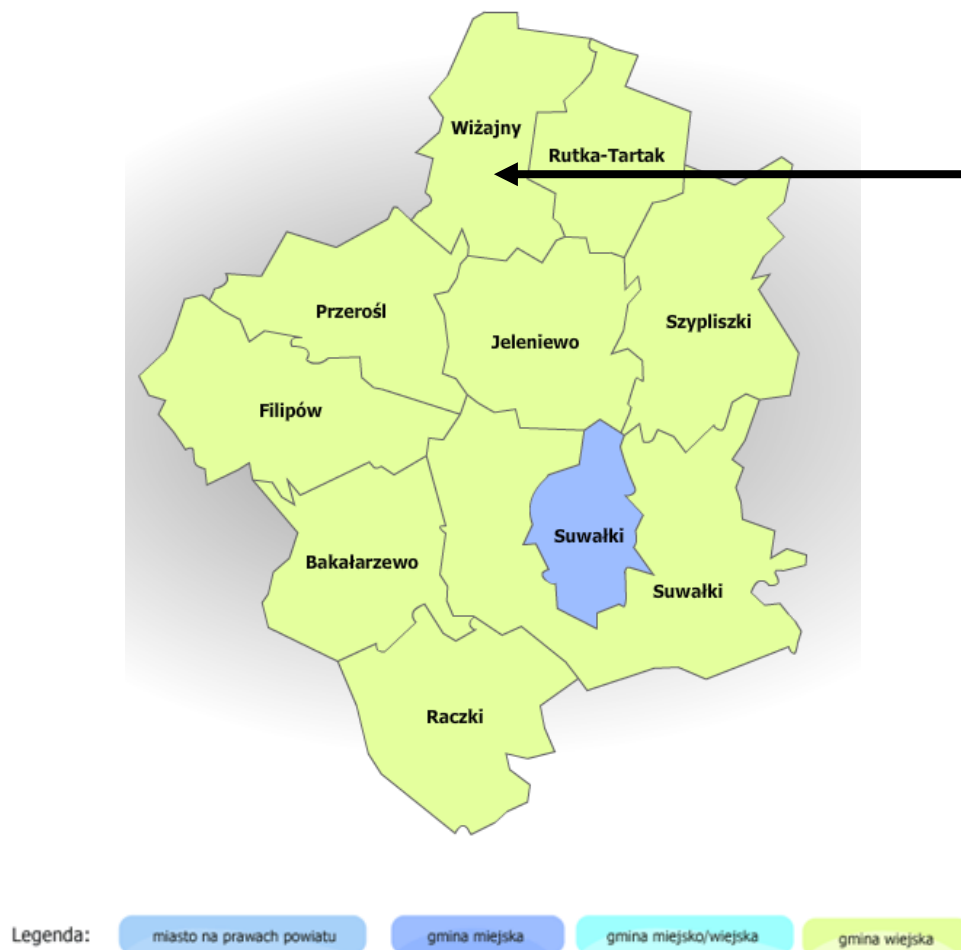 Wiżajny
Rutka-Tartak
Przerośl
Szypliszki
Jeleniewo
Filipów
Suwałki
Bakałarzewo
Suwałki
Raczki
Legenda:
miasto na prawach powiatu
gmina miejska
gmina miejsko/wiejska
gmina wiejska